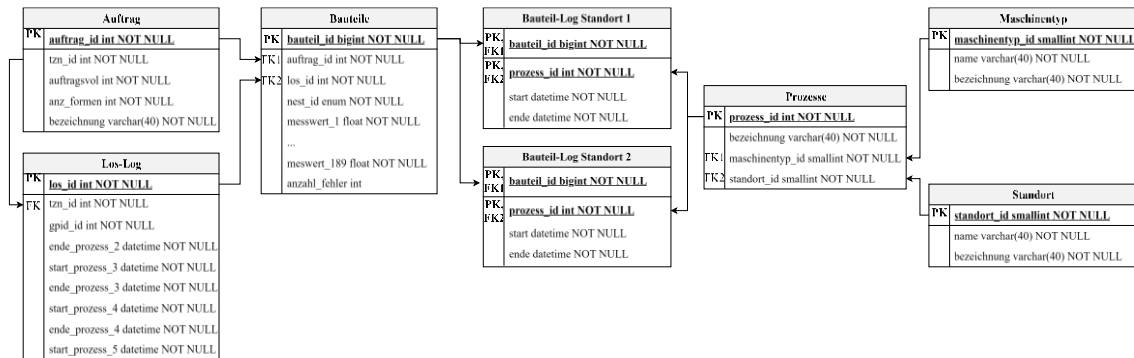 Auftrag
PK auftrag_id int NOT NULL
tzn_id int NOT NULL
auftragsvol int NOT NULL
anz_formen int NOT NULL
bezeichnung varchar(40) NOT NULL
Los-Log
PK los_id int NOT NULL
FK tzn_id int NOT NULL
gpid_id int NOT NULL
ende_prozess_2 datetime NOT NULL
start_prozess_3 datetime NOT NULL
ende_prozess_3 datetime NOT NULL
start_prozess_4 datetime NOT NULL
ende_prozess_4 datetime NOT NULL
start_prozess_5 datetime NOT NULL
Bauteile
PK bauteil_id bigint NOT NULL
FK1 auftrag_id int NOT NULL
FK2 los_id int NOT NULL
nest_id enum NOT NULL
messwert_1 float NOT NULL
...
meswert_189 float NOT NULL
anzahl_fehler int
Bauteil-Log Standort 1
PK, FK1 bauteil_id bigint NOT NULL
PK, FK2 prozess_id int NOT NULL
start datetime NOT NULL
ende datetime NOT NULL
Bauteil-Log Standort 2
PK, FK1 bauteil_id bigint NOT NULL
PK, FK2 prozess_id int NOT NULL
start datetime NOT NULL
ende datetime NOT NULL
Prozesse
PK prozess_id int NOT NULL
bezeichnung varchar(40) NOT NULL
FK1 maschinentyp_id smallint NOT NULL
FK2 standort_id smallint NOT NULL
Maschinentyp
PK maschinentyp_id smallint NOT NULL
name varchar(40) NOT NULL
bezeichnung varchar(40) NOT NULL
Standort
PK standort_id smallint NOT NULL
name varchar(40) NOT NULL
bezeichnung varchar(40) NOT NULL